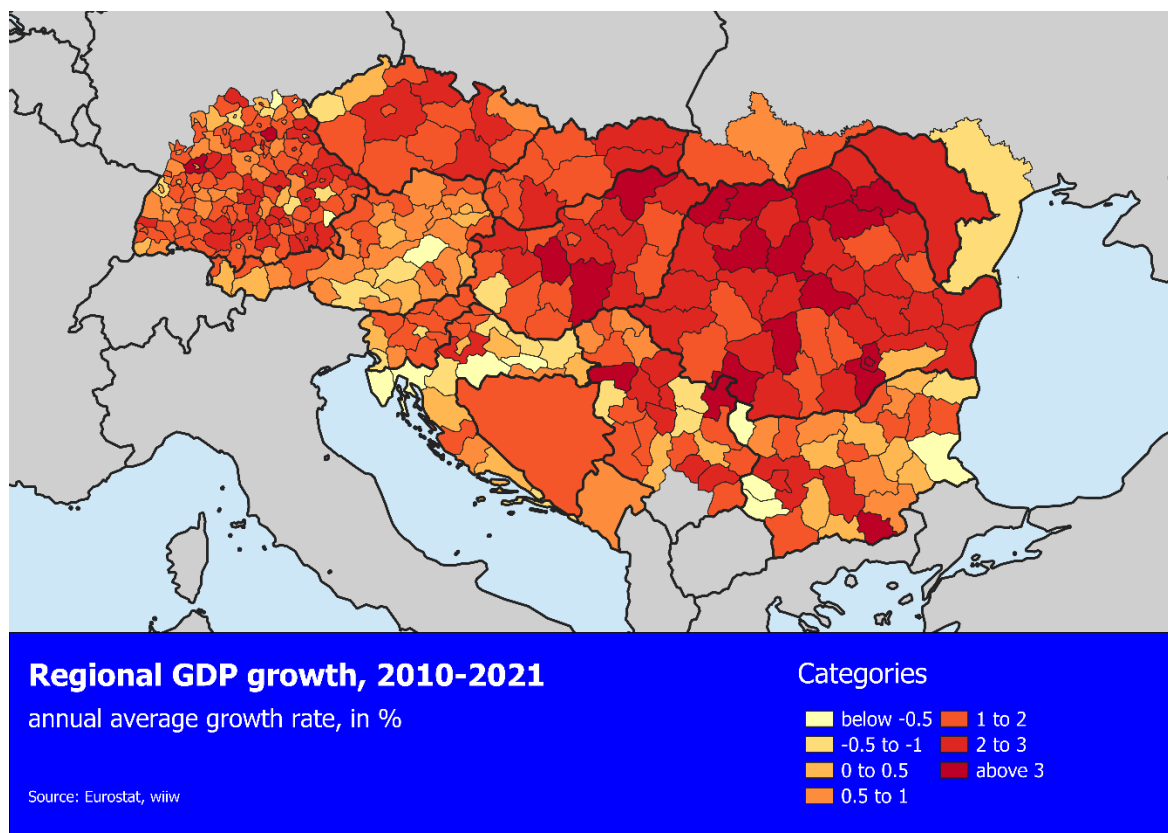 Regional GDP growth, 2010-2021
annual average growth rate, in %
Source: Eurostat, wiiw
Categories
below -0.5
-0.5 to -1
0 to 0.5
0.5 to 1
1 to 2
2 to 3
above 3